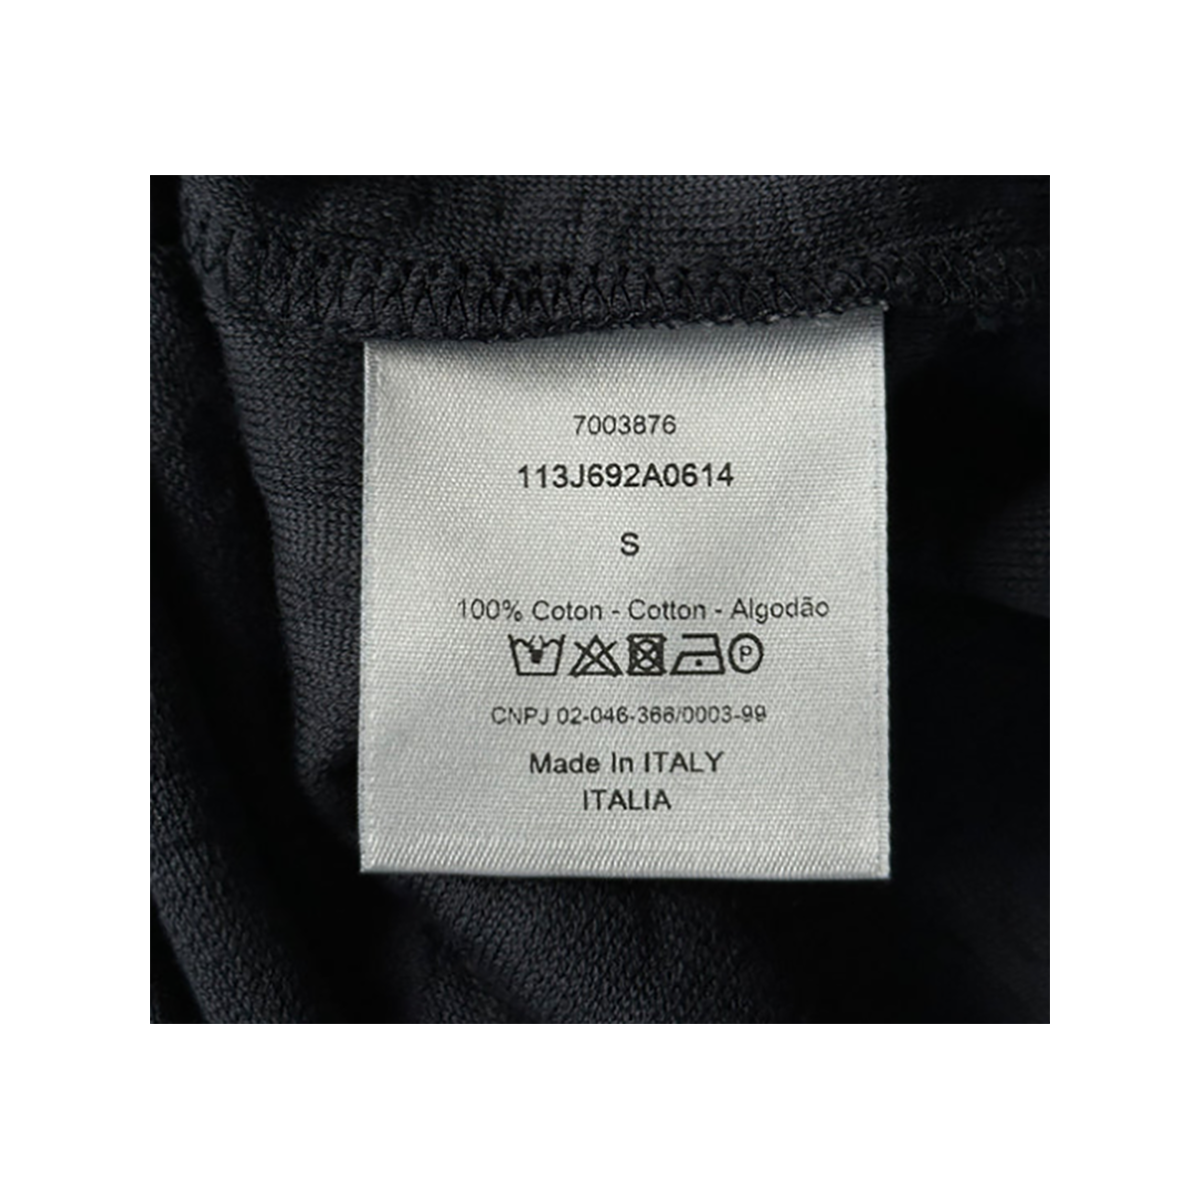 7003876
113J692A0614
S
100% Coton - Cotton - Algodão
P
CNPJ 02-046-366/0003-99
Made In ITALY
ITALIA